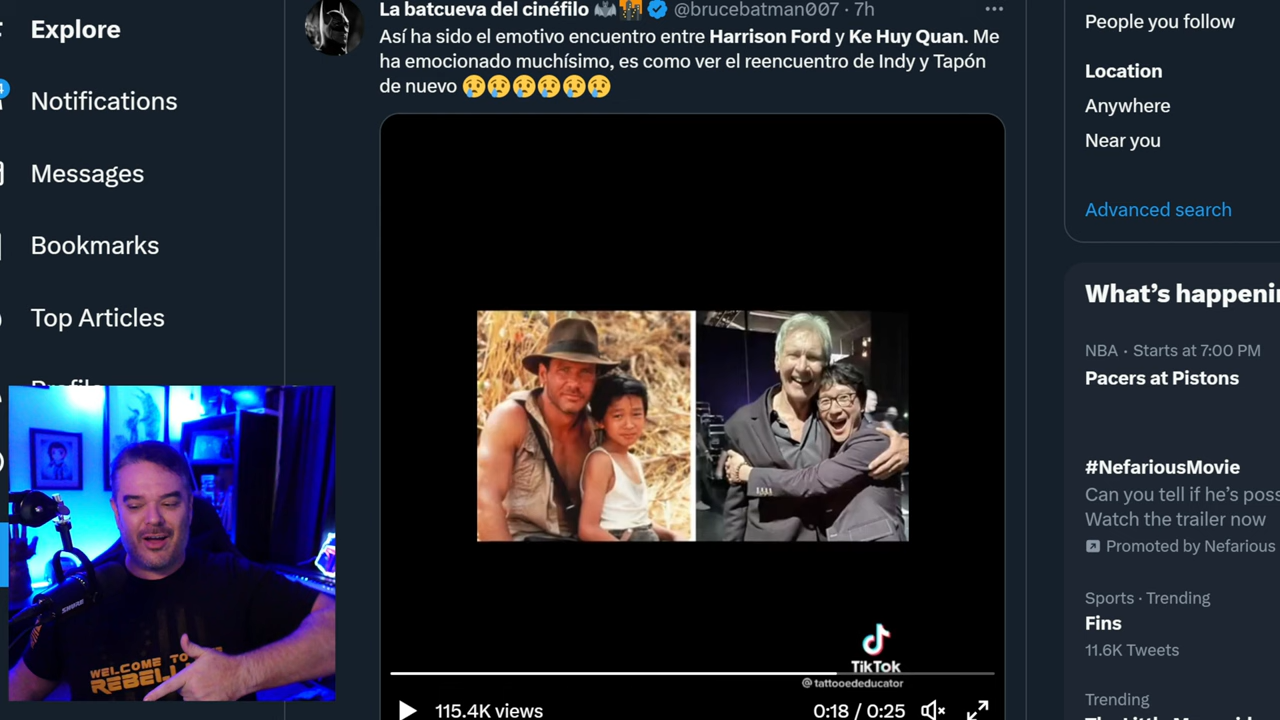 Explore
Notifications
Messages
Bookmarks
Top Articles
Profile
La batcueva del cinéfilo 🦇🌃 @brucebatman007 · 7h
Así ha sido el emotivo encuentro entre Harrison Ford y Ke Huy Quan. Me
ha emocionado muchísimo, es como ver el reencuentro de Indy y Tapón
de nuevo 😢😢😢😢😢😢
TikTok
@tattooededucator
115.4K views
0:18 / 0:25
WELCOME TO
SHURE
People you follow
Location
Anywhere
Near you
Advanced search
What's happeni
NBA · Starts at 7:00 PM
Pacers at Pistons
#NefariousMovie
Can you tell if he's poss
Watch the trailer now
Promoted by Nefarious
Sports · Trending
Fins
11.6K Tweets
Trending